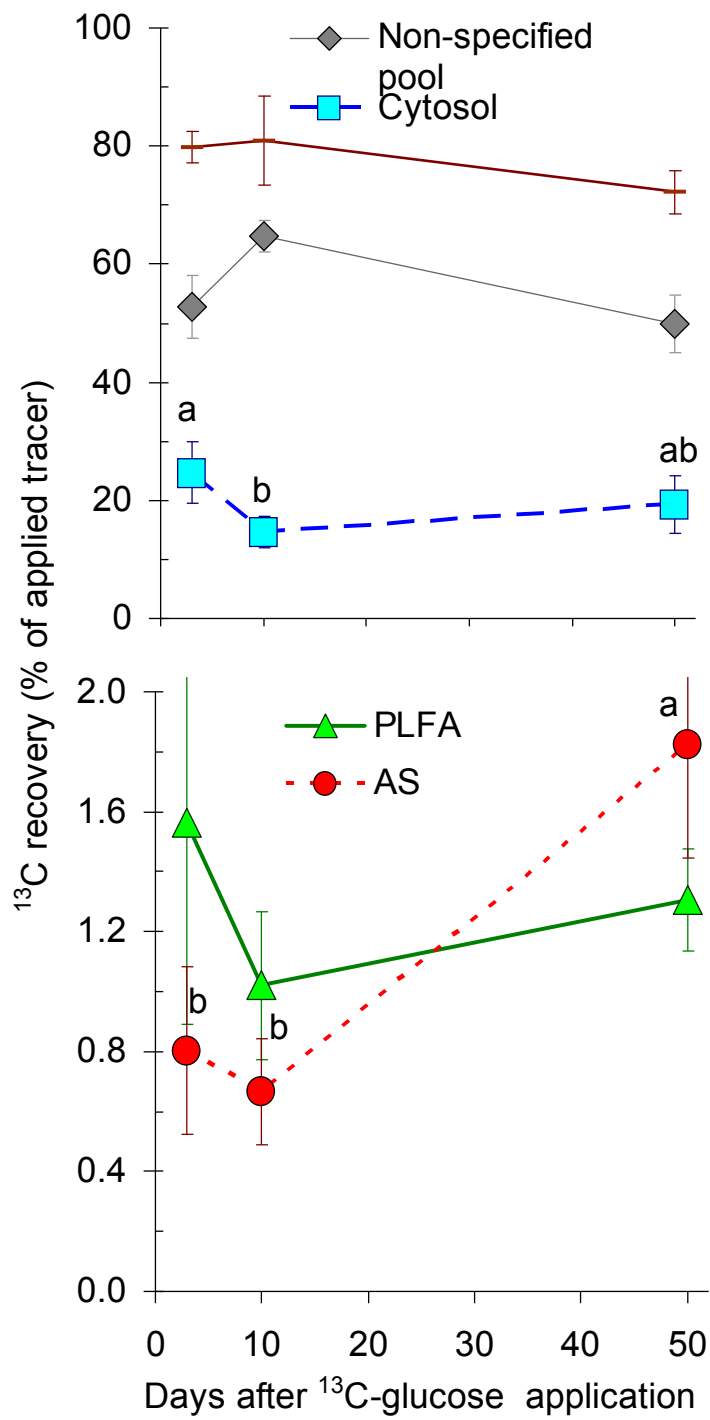 100
80
60
40
20
0
Non-specified
pool
Cytosol
a
b
ab
¹³C recovery (% of applied tracer)
2.0
1.6
1.2
0.8
0.4
0.0
PLFA
AS
b
b
a
0 10 20 30 40 50
Days after ¹³C-glucose application